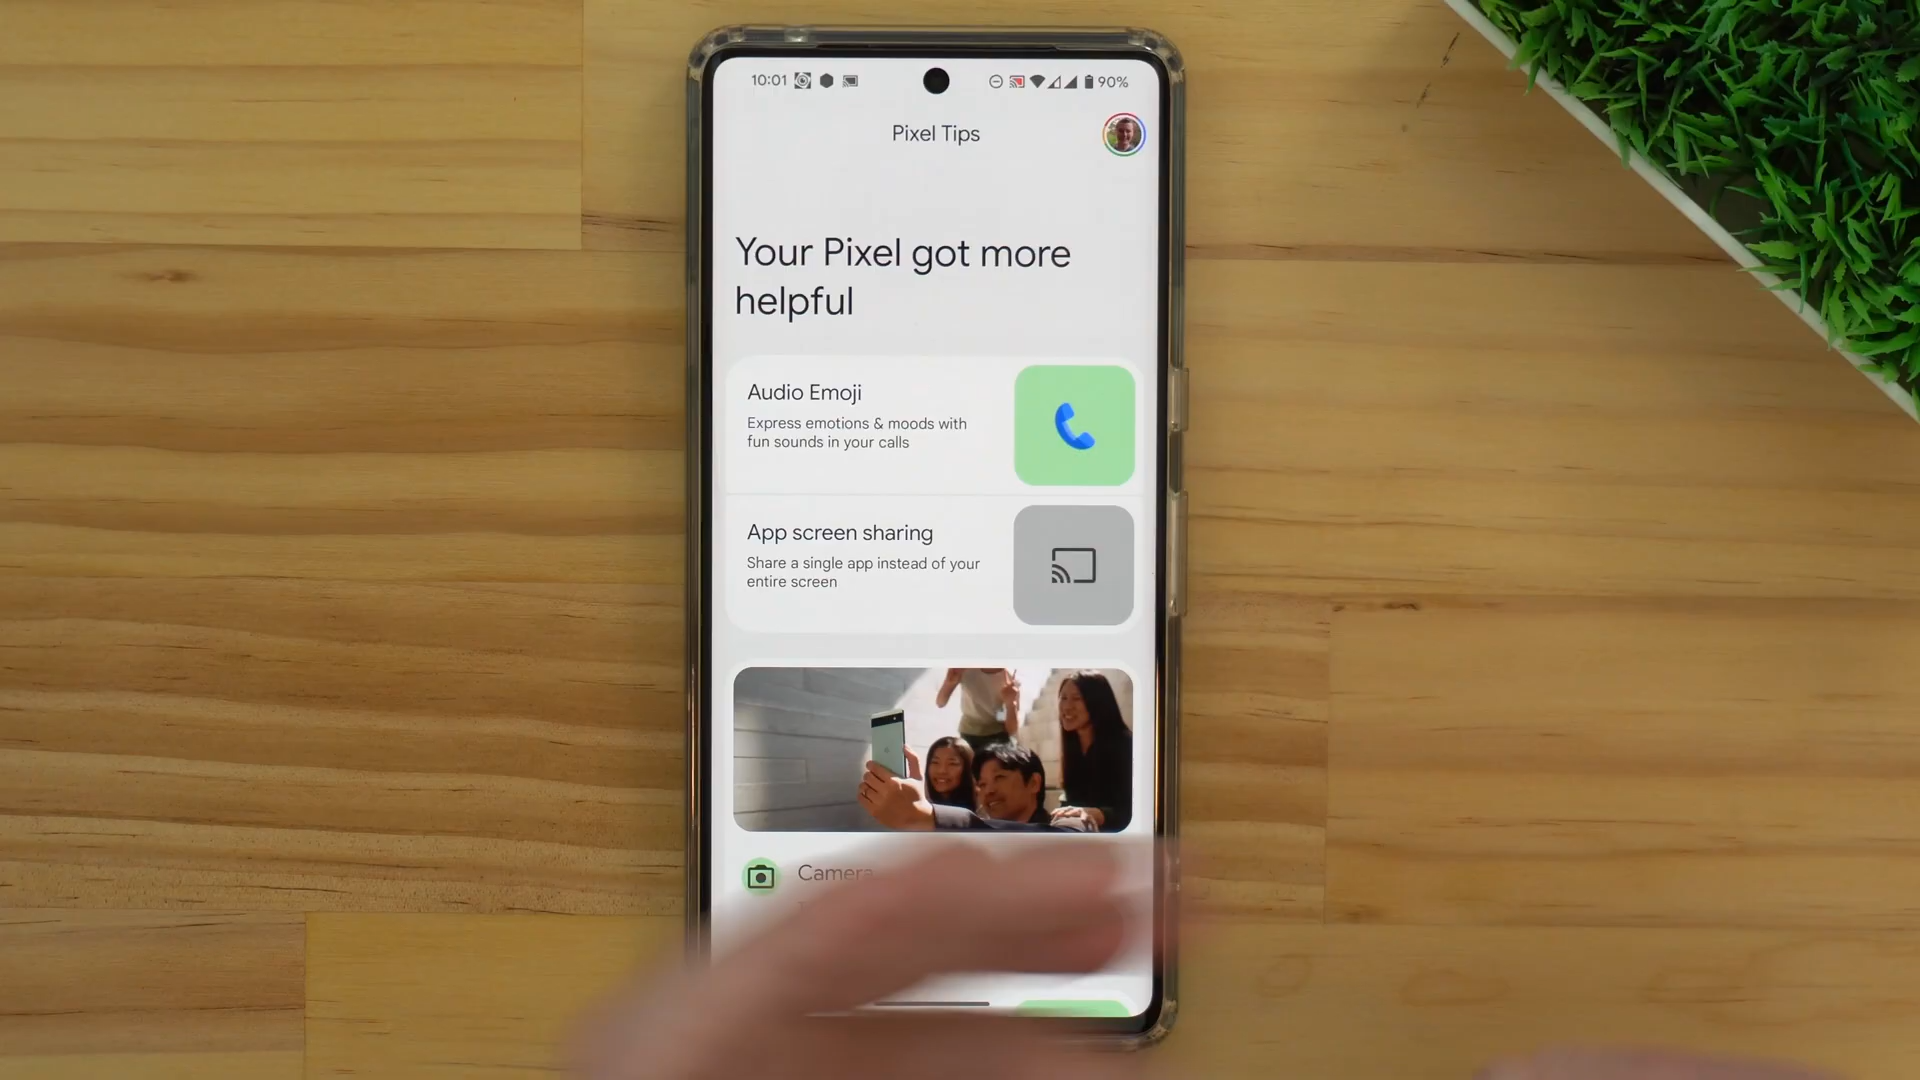 10:01
90%
Pixel Tips
Your Pixel got more
helpful
Audio Emoji
Express emotions & moods with
fun sounds in your calls
App screen sharing
Share a single app instead of your
entire screen
Camera